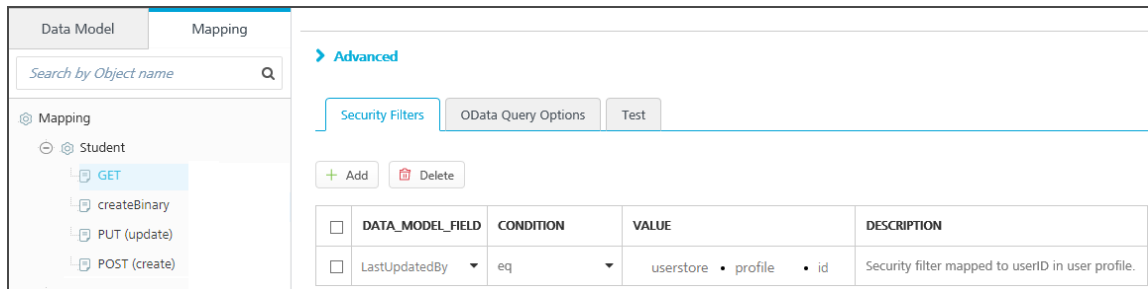 Data Model Mapping
Search by Object name
Mapping
Student
GET
createBinary
PUT (update)
POST (create)
Advanced
Security Filters OData Query Options Test
+ Add Delete
DATA_MODEL_FIELD CONDITION VALUE DESCRIPTION
LastUpdatedBy eq userstore • profile • id Security filter mapped to userID in user profile.